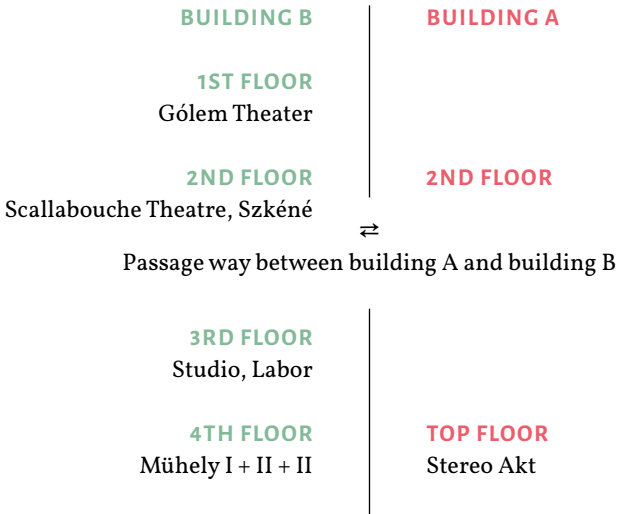 BUILDING B
BUILDING A
1ST FLOOR
Gólem Theater
2ND FLOOR
2ND FLOOR
Scallabouche Theatre, Szkéné
⇄
Passage way between building A and building B
3RD FLOOR
Studio, Labor
4TH FLOOR
TOP FLOOR
Mühely I + II + II
Stereo Akt